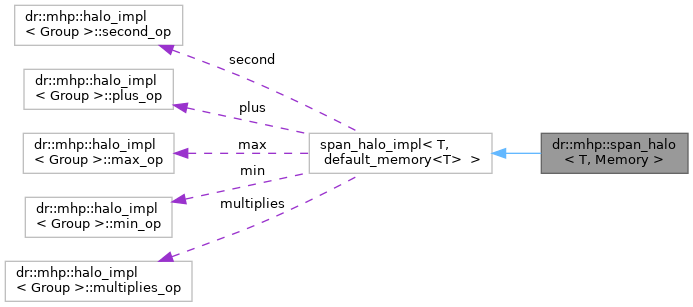 dr::mhp::halo_impl
< Group >::second_op
second
dr::mhp::halo_impl
< Group >::plus_op
plus
dr::mhp::halo_impl
< Group >::max_op
max
span_halo_impl< T,
default_memory<T> >
dr::mhp::span_halo
< T, Memory >
min
dr::mhp::halo_impl
< Group >::min_op
multiplies
dr::mhp::halo_impl
< Group >::multiplies_op